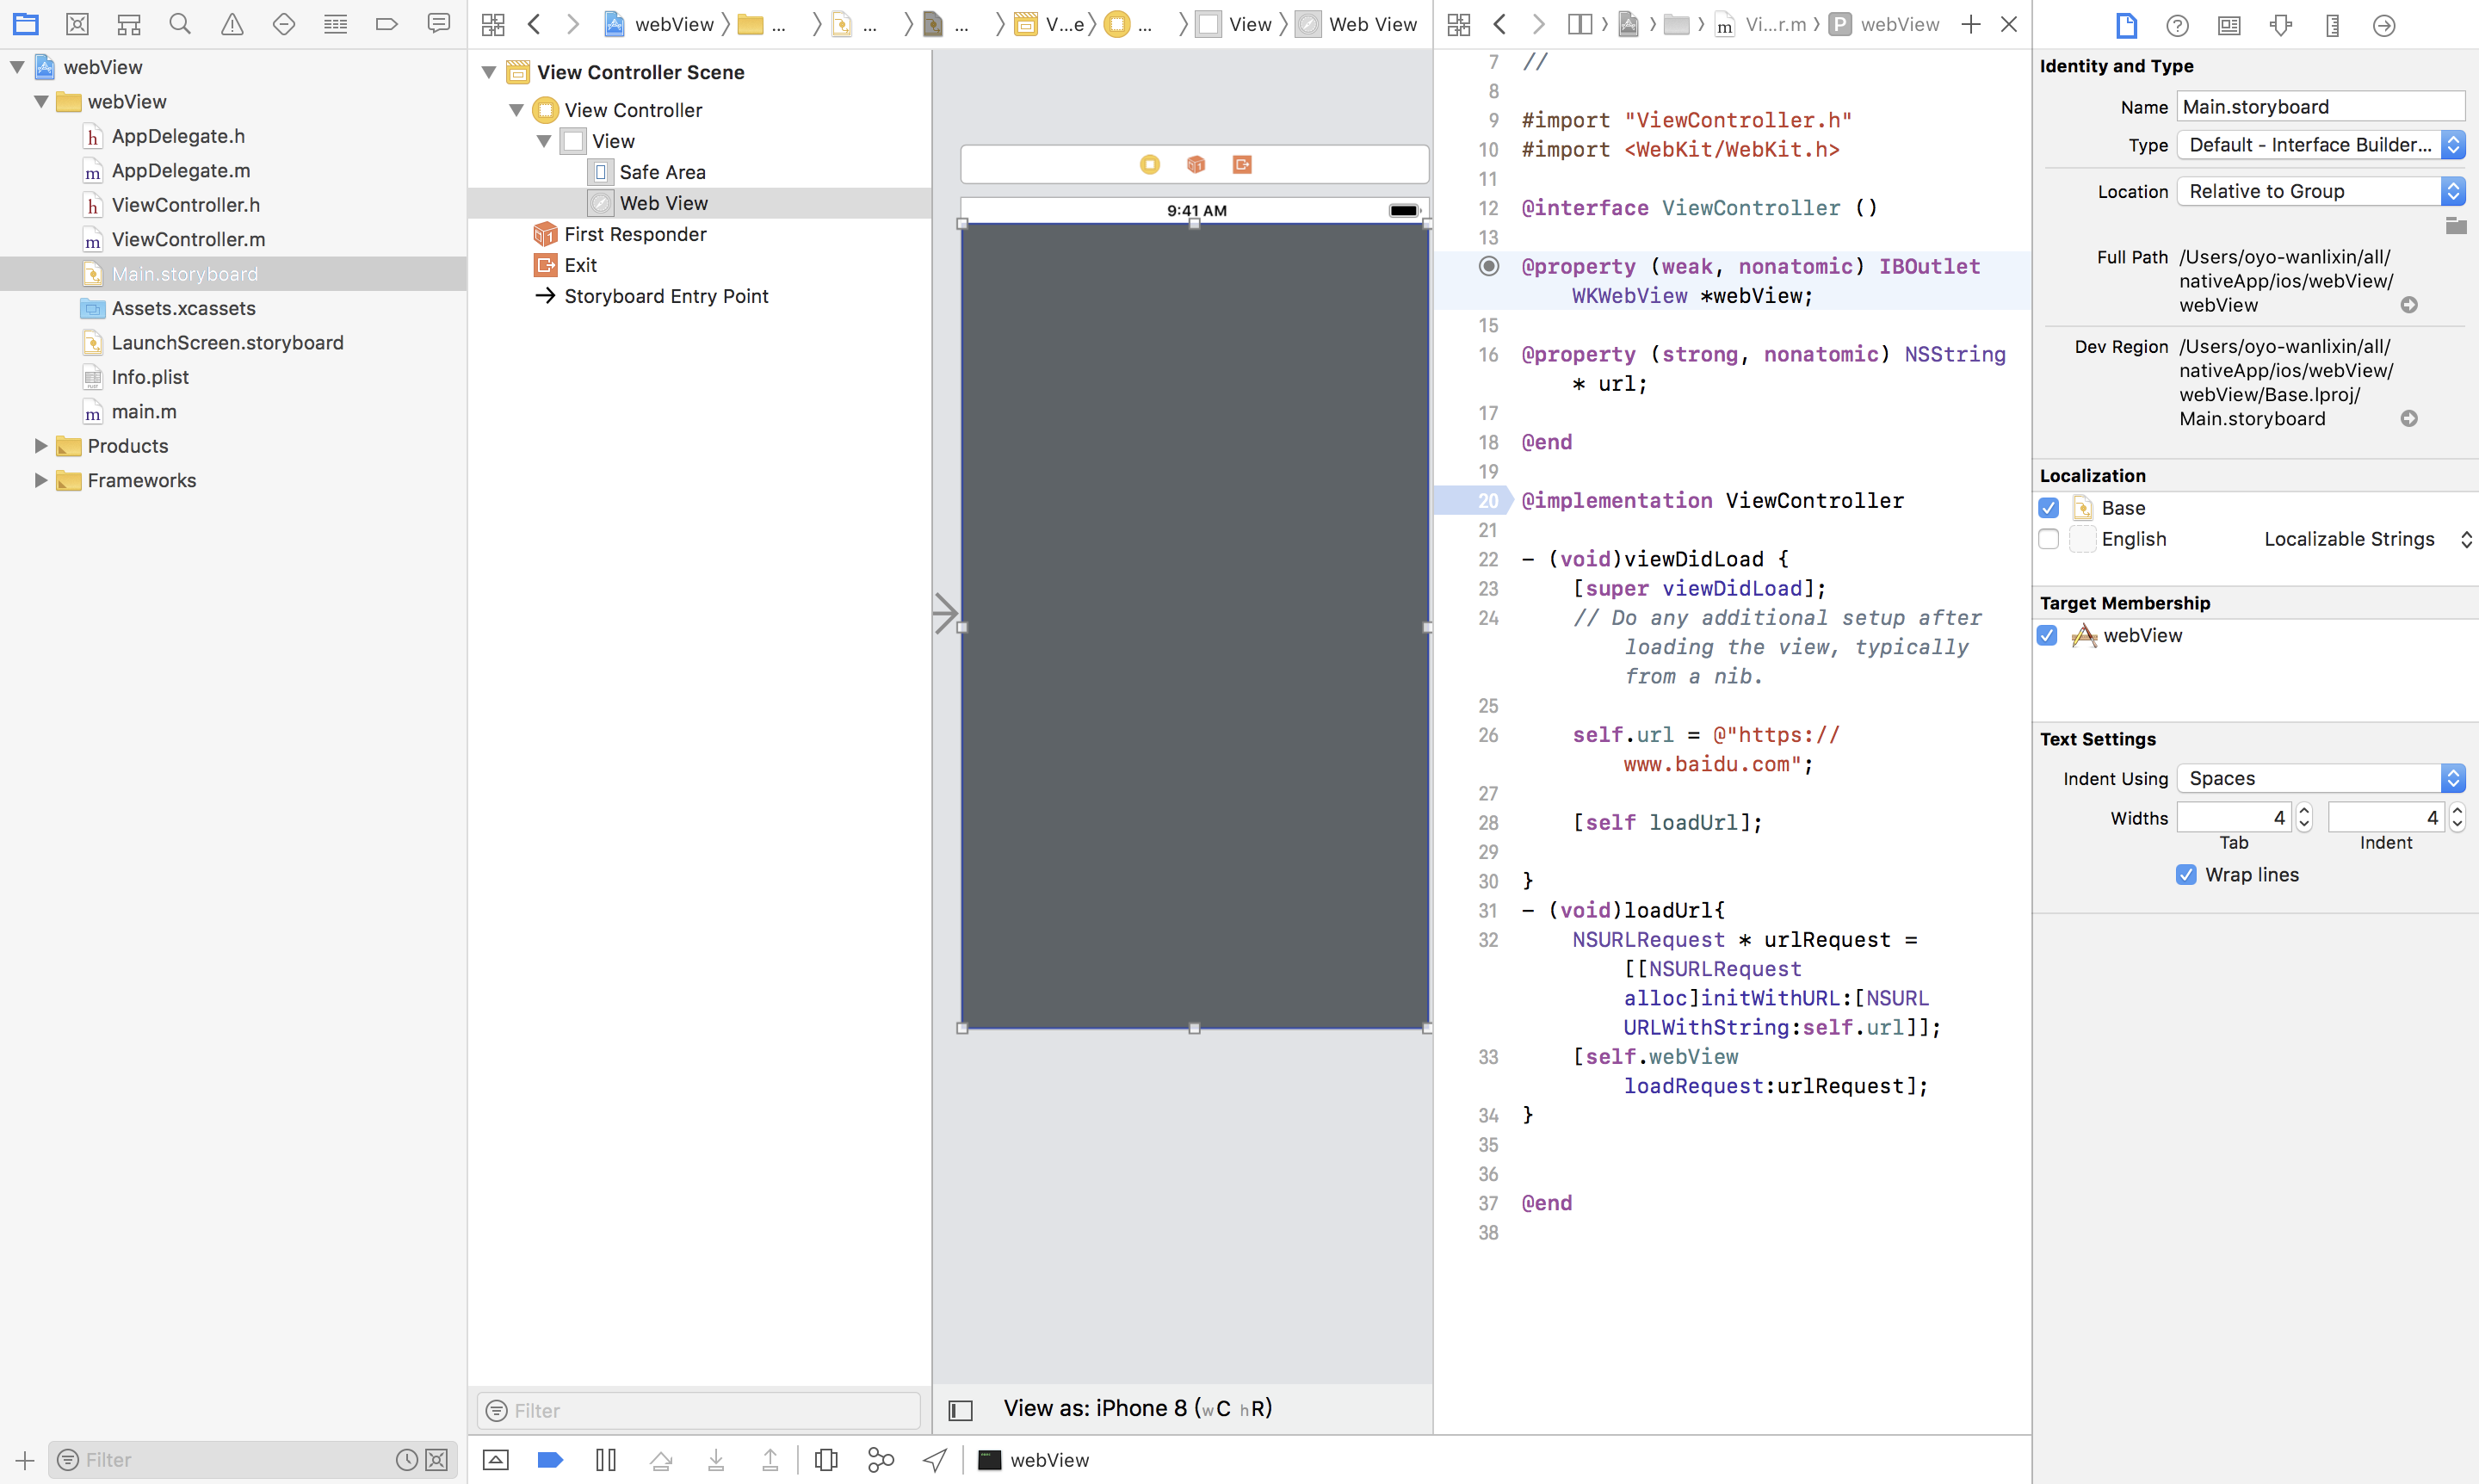 webView
...
...
...
V...e
...
View
Web View
Vi...r.m
P
webView
webView
webView
h AppDelegate.h
m AppDelegate.m
h ViewController.h
m ViewController.m
Main.storyboard
Assets.xcassets
LaunchScreen.storyboard
Info.plist
m main.m
Products
Frameworks
Filter
View Controller Scene
View Controller
View
Safe Area
Web View
First Responder
Exit
Storyboard Entry Point
Filter
9:41 AM
View as: iPhone 8 (wC hR)
webView
7 //
8
9 #import "ViewController.h"
10 #import <WebKit/WebKit.h>
11
12 @interface ViewController ()
13
@property (weak, nonatomic) IBOutlet
WKWebView *webView;
15
16 @property (strong, nonatomic) NSString
* url;
17
18 @end
19
20 @implementation ViewController
21
22 - (void)viewDidLoad {
23 [super viewDidLoad];
24 // Do any additional setup after
loading the view, typically
from a nib.
25
26 self.url = @"https://
www.baidu.com";
27
28 [self loadUrl];
29
30 }
31 - (void)loadUrl{
32 NSURLRequest * urlRequest =
[[NSURLRequest
alloc]initWithURL:[NSURL
URLWithString:self.url]];
33 [self.webView
loadRequest:urlRequest];
34 }
35
36
37 @end
38
Identity and Type
Name Main.storyboard
Type Default - Interface Builder...
Location Relative to Group
Full Path /Users/oyo-wanlixin/all/
nativeApp/ios/webView/
webView
Dev Region /Users/oyo-wanlixin/all/
nativeApp/ios/webView/
webView/Base.lproj/
Main.storyboard
Localization
Base
English Localizable Strings
Target Membership
webView
Text Settings
Indent Using Spaces
Widths 4 4
Tab Indent
Wrap lines